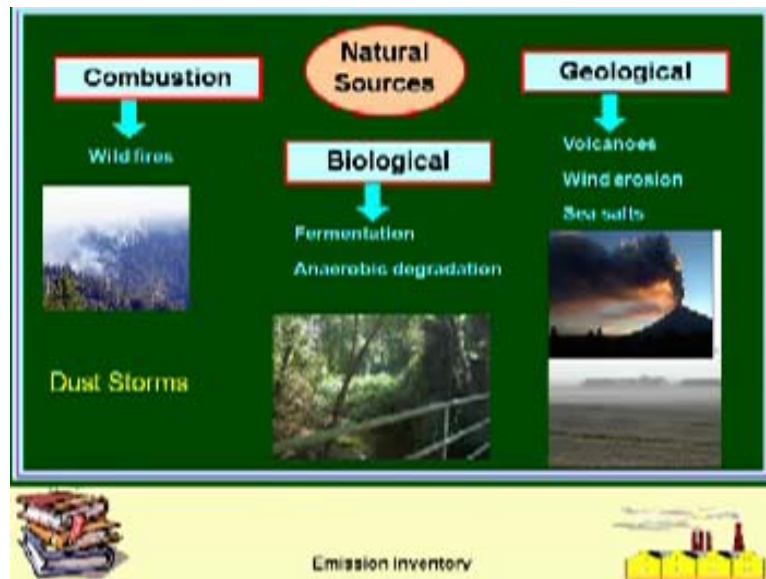 Natural
Sources
Combustion
Wild fires
Dust Storms
Biological
Fermentation
Anaerobic degradation
Geological
Volcanoes
Wind erosion
Sea salts
Emission Inventory